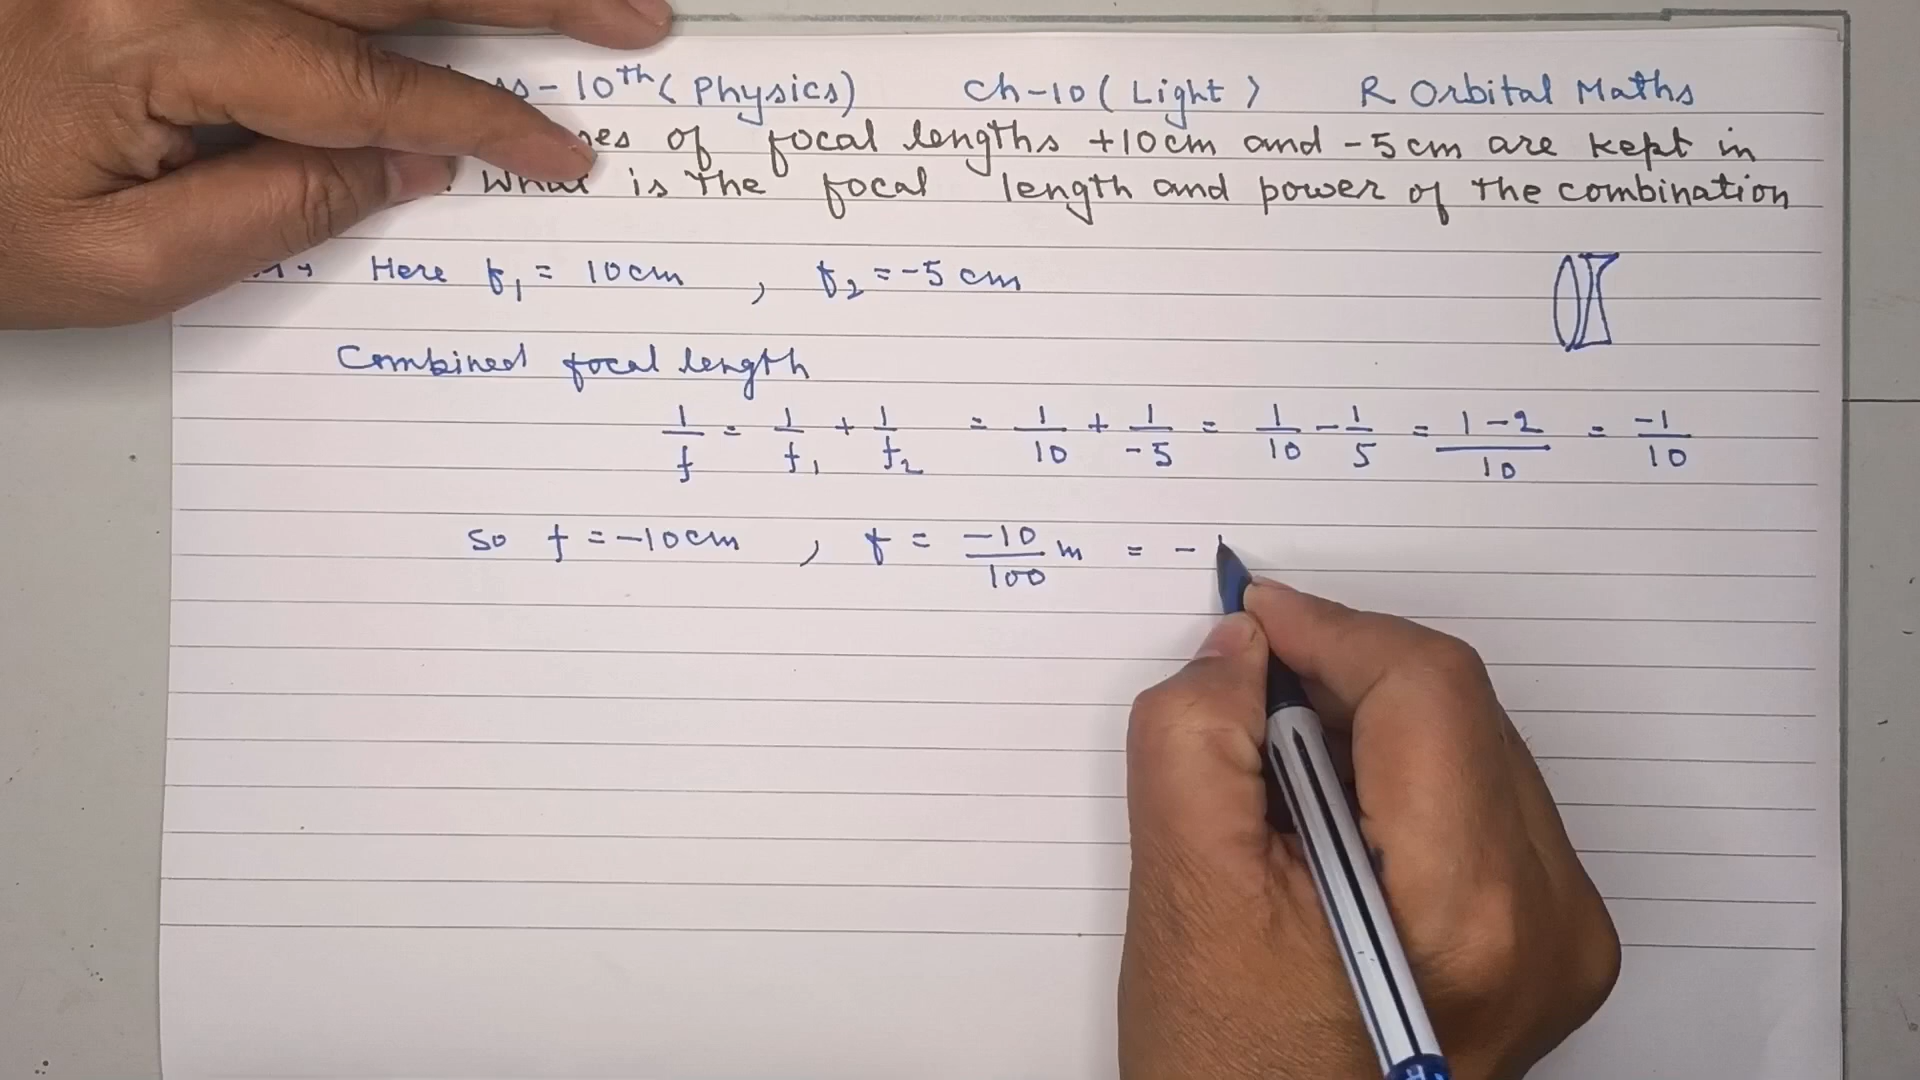 - 10th (Physics) Ch-10 (Light) R Orbital Maths
of focal lengths +10cm and -5cm are kept in
What is the focal length and power of the combination
Here f₁ = 10cm , f₂ = -5 cm
Combined focal length
1/f = 1/f₁ + 1/f₂ = 1/10 + 1/-5 = 1/10 - 1/5 = 1-2/10 = -1/10
so f = -10cm , f = -10/100 m = -